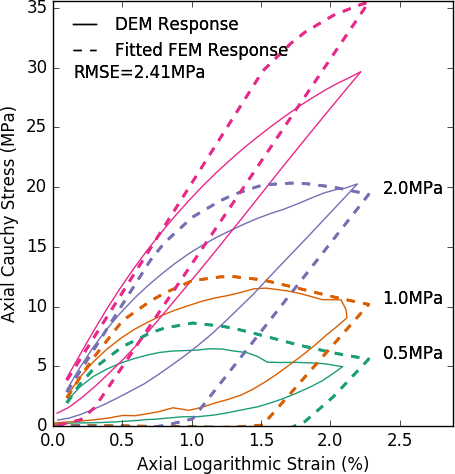 DEM Response
Fitted FEM Response
RMSE=2.41MPa
Axial Cauchy Stress (MPa)
35
30
25
20
15
10
5
0
2.0MPa
1.0MPa
0.5MPa
0.0 0.5 1.0 1.5 2.0 2.5
Axial Logarithmic Strain (%)